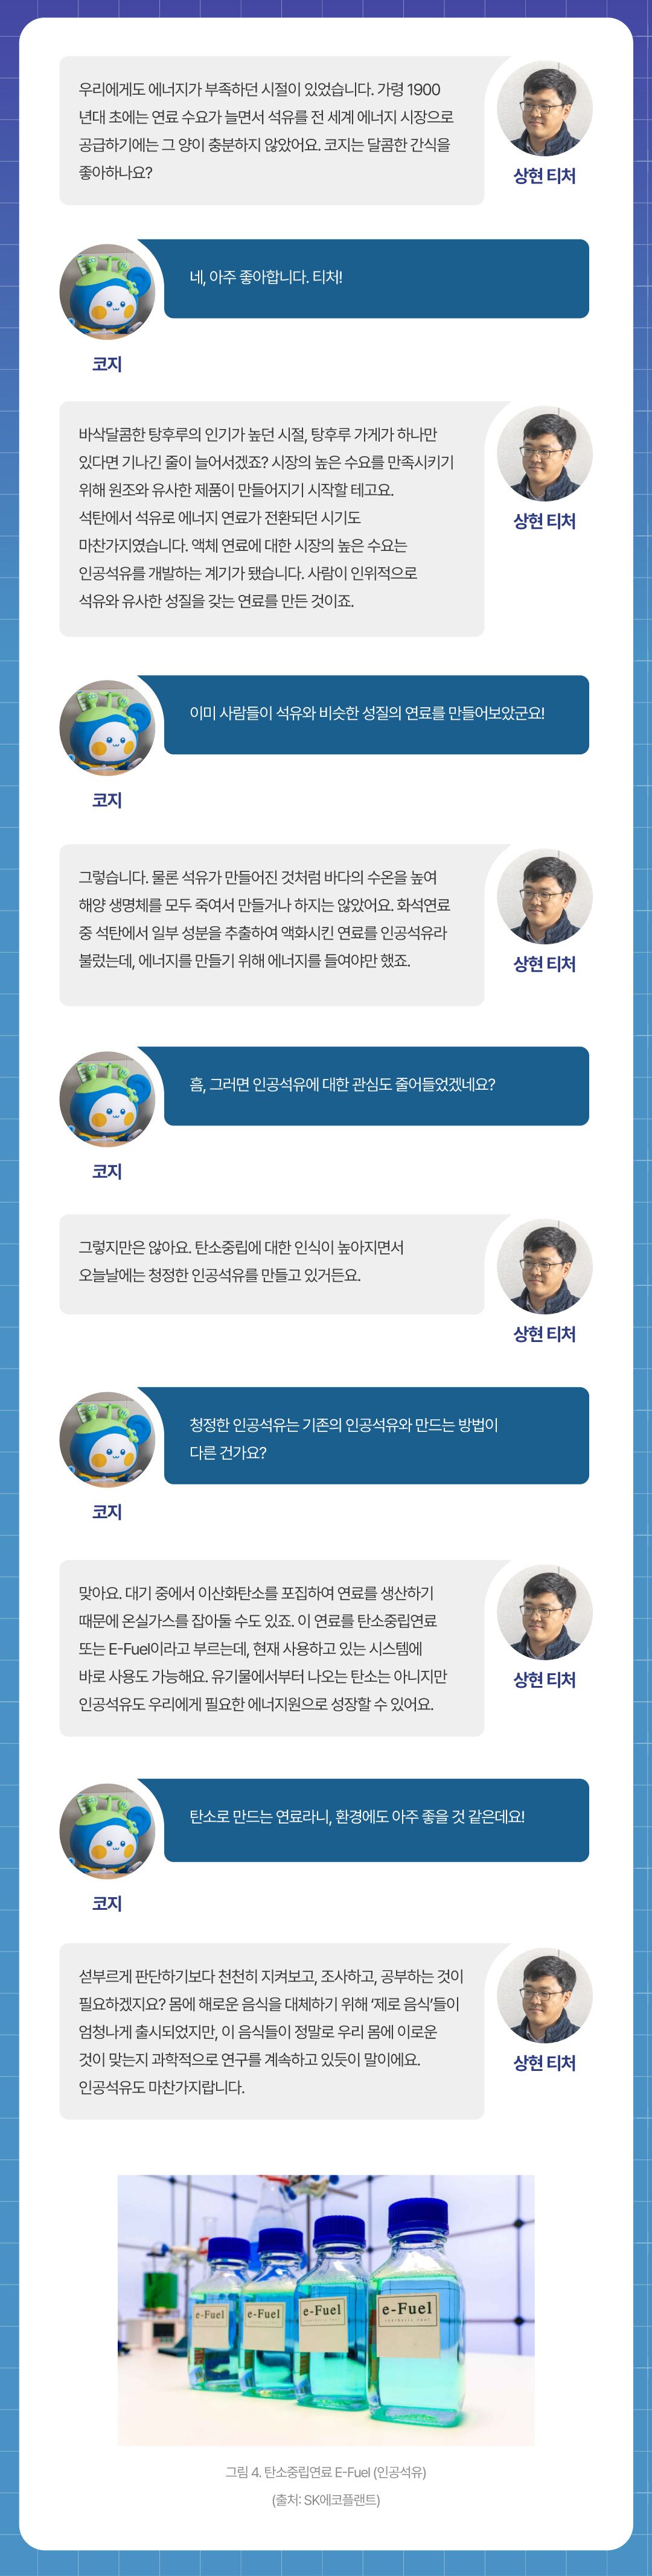 우리에게도 에너지가 부족하던 시절이 있었습니다. 가령 1900
년대 초에는 연료 수요가 늘면서 석유를 전 세계 에너지 시장으로
공급하기에는 그 양이 충분하지 않았어요. 코지는 달콤한 간식을
좋아하나요?
상현 티처
네, 아주 좋아합니다. 티처!
코지
바삭달콤한 탕후루의 인기가 높던 시절, 탕후루 가게가 하나만
있다면 기나긴 줄이 늘어서겠죠? 시장의 높은 수요를 만족시키기
위해 원조와 유사한 제품이 만들어지기 시작할 테고요.
석탄에서 석유로 에너지 연료가 전환되던 시기도
마찬가지였습니다. 액체 연료에 대한 시장의 높은 수요는
인공석유를 개발하는 계기가 됐습니다. 사람이 인위적으로
석유와 유사한 성질을 갖는 연료를 만든 것이죠.
상현 티처
이미 사람들이 석유와 비슷한 성질의 연료를 만들어보았군요!
코지
그렇습니다. 물론 석유가 만들어진 것처럼 바다의 수온을 높여
해양 생명체를 모두 죽여서 만들거나 하지는 않았어요. 화석연료
중 석탄에서 일부 성분을 추출하여 액화시킨 연료를 인공석유라
불렀는데, 에너지를 만들기 위해 에너지를 들여야만 했죠.
상현 티처
흠, 그러면 인공석유에 대한 관심도 줄어들었겠네요?
코지
그렇지만은 않아요. 탄소중립에 대한 인식이 높아지면서
오늘날에는 청정한 인공석유를 만들고 있거든요.
상현 티처
청정한 인공석유는 기존의 인공석유와 만드는 방법이
다른 건가요?
코지
맞아요. 대기 중에서 이산화탄소를 포집하여 연료를 생산하기
때문에 온실가스를 잡아둘 수도 있죠. 이 연료를 탄소중립연료
또는 E-Fuel이라고 부르는데, 현재 사용하고 있는 시스템에
바로 사용도 가능해요. 유기물에서부터 나오는 탄소는 아니지만
인공석유도 우리에게 필요한 에너지원으로 성장할 수 있어요.
상현 티처
탄소로 만드는 연료라니, 환경에도 아주 좋을 것 같은데요!
코지
섣부르게 판단하기보다 천천히 지켜보고, 조사하고, 공부하는 것이
필요하겠지요? 몸에 해로운 음식을 대체하기 위해 ‘제로 음식’들이
엄청나게 출시되었지만, 이 음식들이 정말로 우리 몸에 이로운
것이 맞는지 과학적으로 연구를 계속하고 있듯이 말이에요.
인공석유도 마찬가지랍니다.
상현 티처
e-Fuel
e-Fuel
e-Fuel
e-Fuel
그림 4. 탄소중립연료 E-Fuel (인공석유)
(출처: SK에코플랜트)